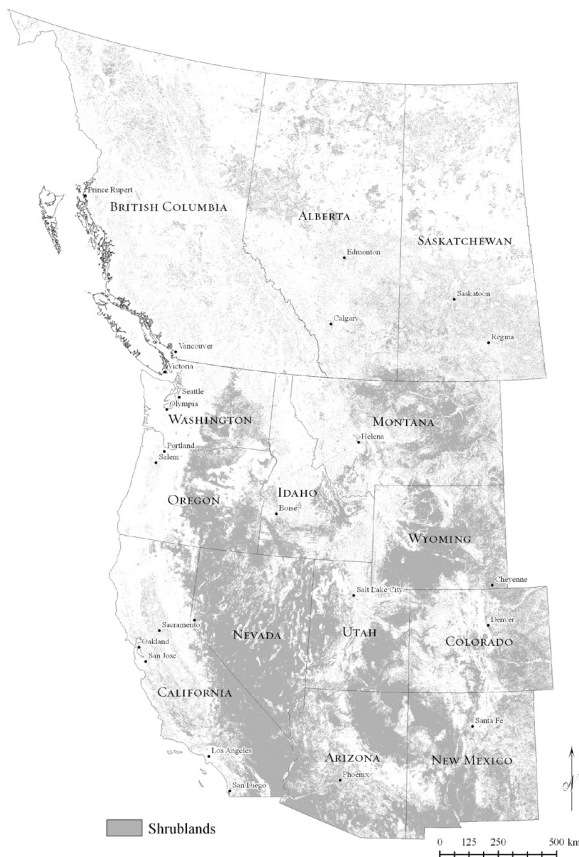 Prince Rupert
BRITISH COLUMBIA
ALBERTA
SASKATCHEWAN
Edmonton
Saskatoon
Calgary
Regina
Vancouver
Victoria
Seattle
Olympia
WASHINGTON
MONTANA
Helena
Portland
Salem
OREGON
IDAHO
Boise
WYOMING
Cheyenne
Salt Lake City
Sacramento
NEVADA
UTAH
Denver
COLORADO
Oakland
San Jose
CALIFORNIA
Santa Fe
Los Angeles
ARIZONA
NEW MEXICO
Phoenix
San Diego
N
Shrublands
0 125 250 500 km